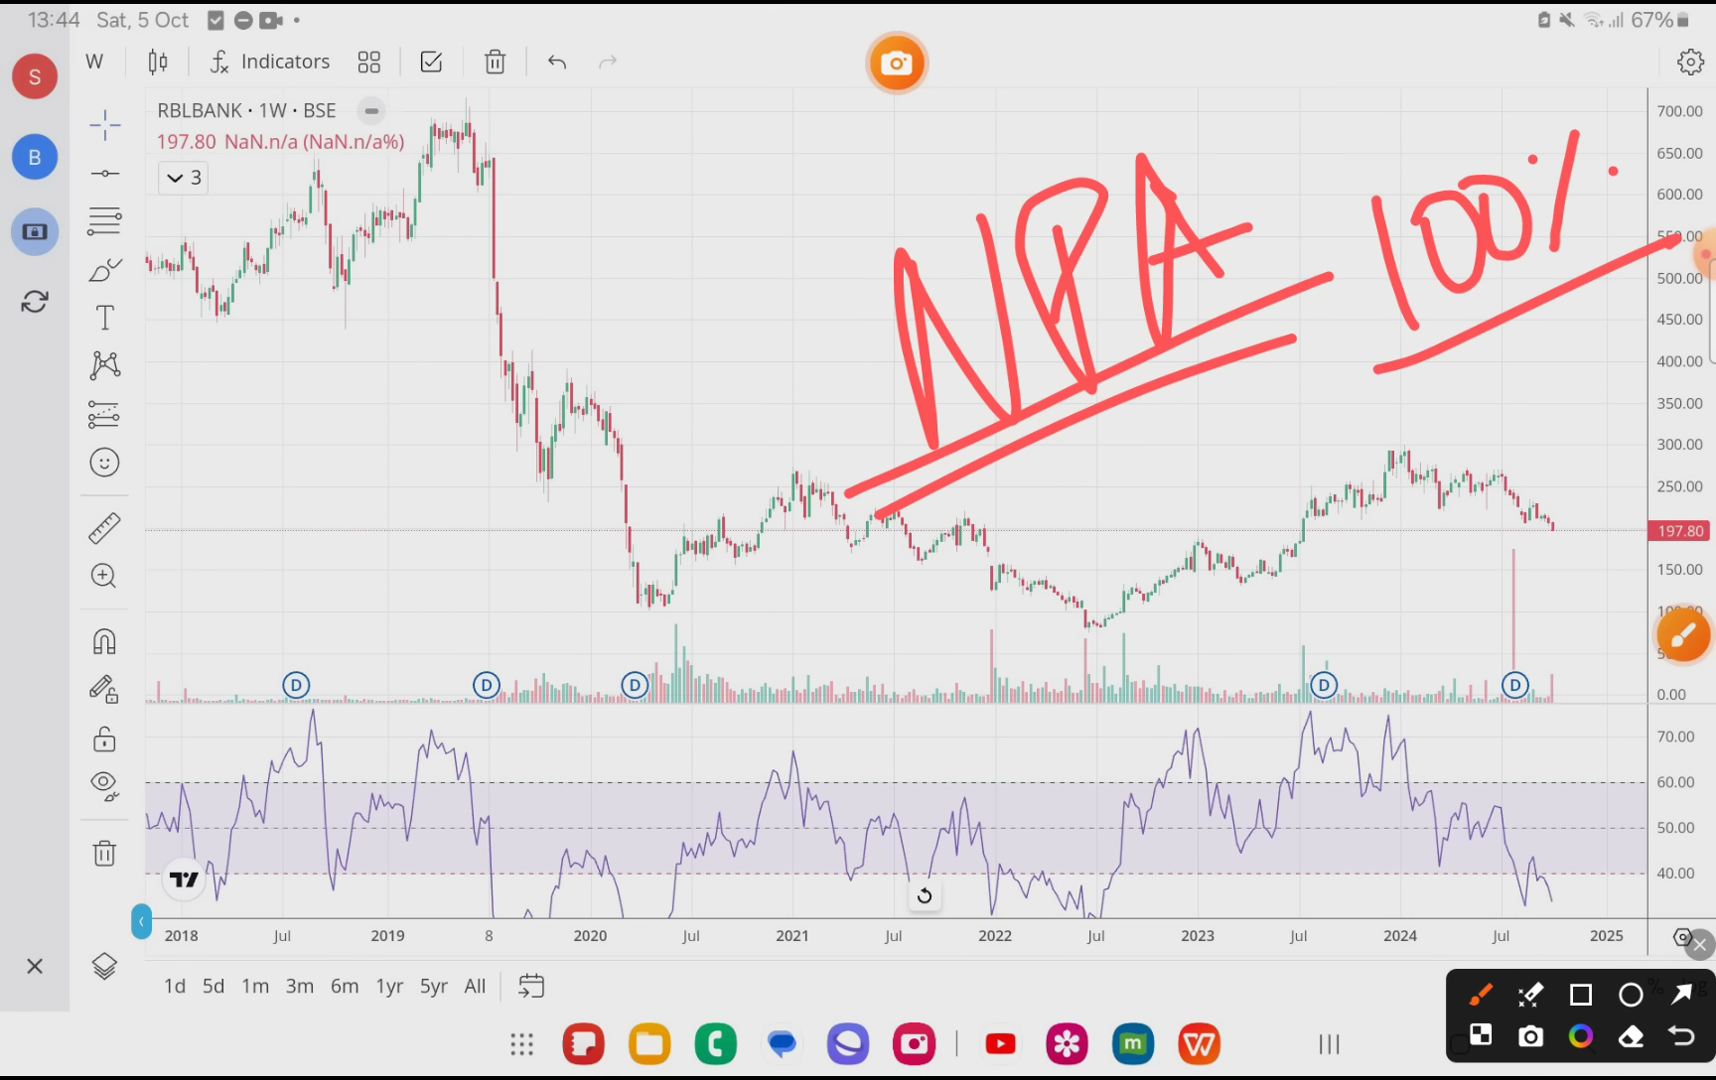 13:44 Sat, 5 Oct 67%
S W Indicators
RBLBANK · 1W · BSE
197.80 NaN.n/a (NaN.n/a%)
3
B
T
NPA 100%
700.00
650.00
600.00
550.00
500.00
450.00
400.00
350.00
300.00
250.00
197.80
150.00
100.00
0.00
D D D D D
70.00
60.00
50.00
40.00
2018 Jul 2019 8 2020 Jul 2021 Jul 2022 Jul 2023 Jul 2024 Jul 2025
1d 5d 1m 3m 6m 1yr 5yr All
m W